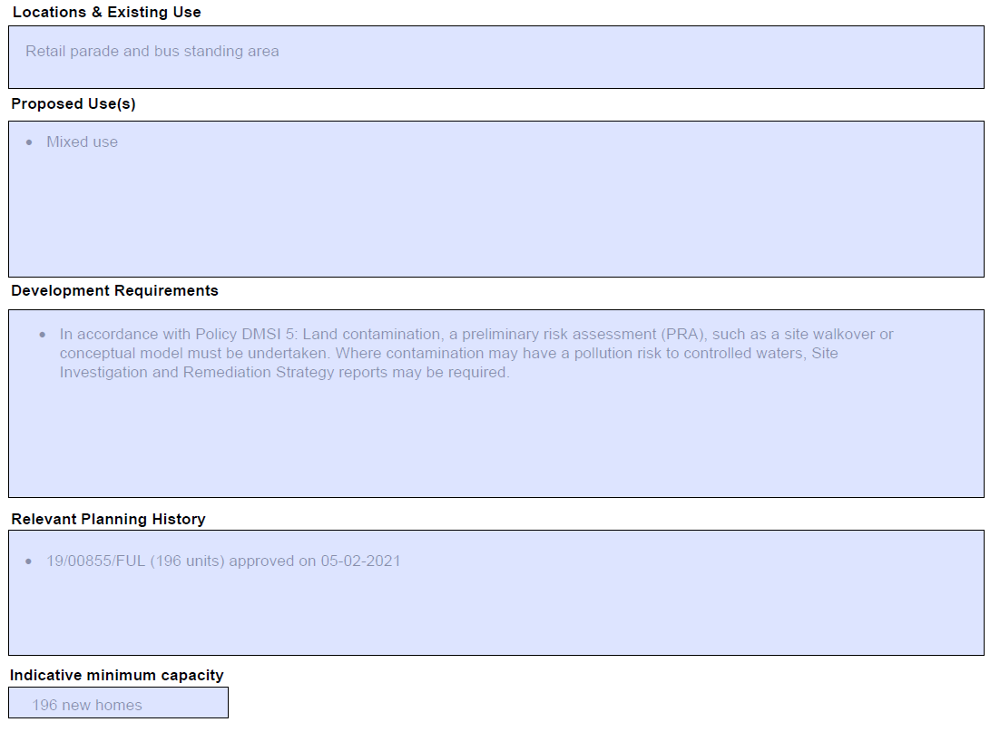 Locations & Existing Use
Retail parade and bus standing area
Proposed Use(s)
• Mixed use
Development Requirements
• In accordance with Policy DMSI 5: Land contamination, a preliminary risk assessment (PRA), such as a site walkover or
conceptual model must be undertaken. Where contamination may have a pollution risk to controlled waters, Site
Investigation and Remediation Strategy reports may be required.
Relevant Planning History
• 19/00855/FUL (196 units) approved on 05-02-2021
Indicative minimum capacity
196 new homes